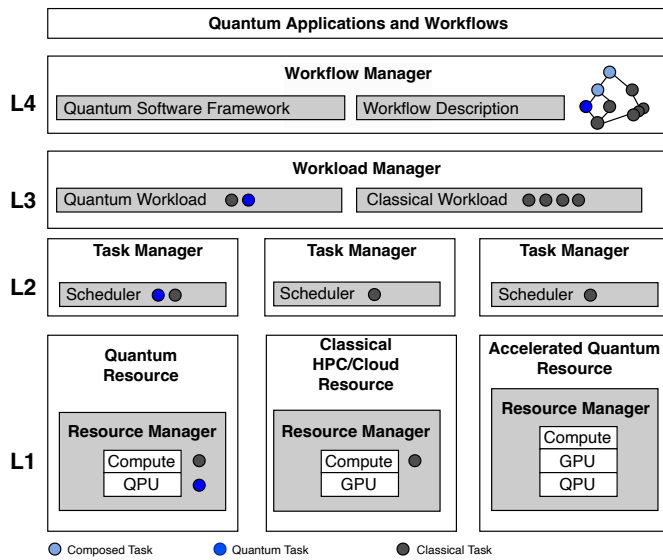 Quantum Applications and Workflows
L4
Workflow Manager
Quantum Software Framework
Workflow Description
L3
Workload Manager
Quantum Workload
Classical Workload
L2
Task Manager
Scheduler
Task Manager
Scheduler
Task Manager
Scheduler
L1
Quantum
Resource
Resource Manager
Compute
QPU
Classical
HPC/Cloud
Resource
Resource Manager
Compute
GPU
Accelerated Quantum
Resource
Resource Manager
Compute
GPU
QPU
Composed Task
Quantum Task
Classical Task